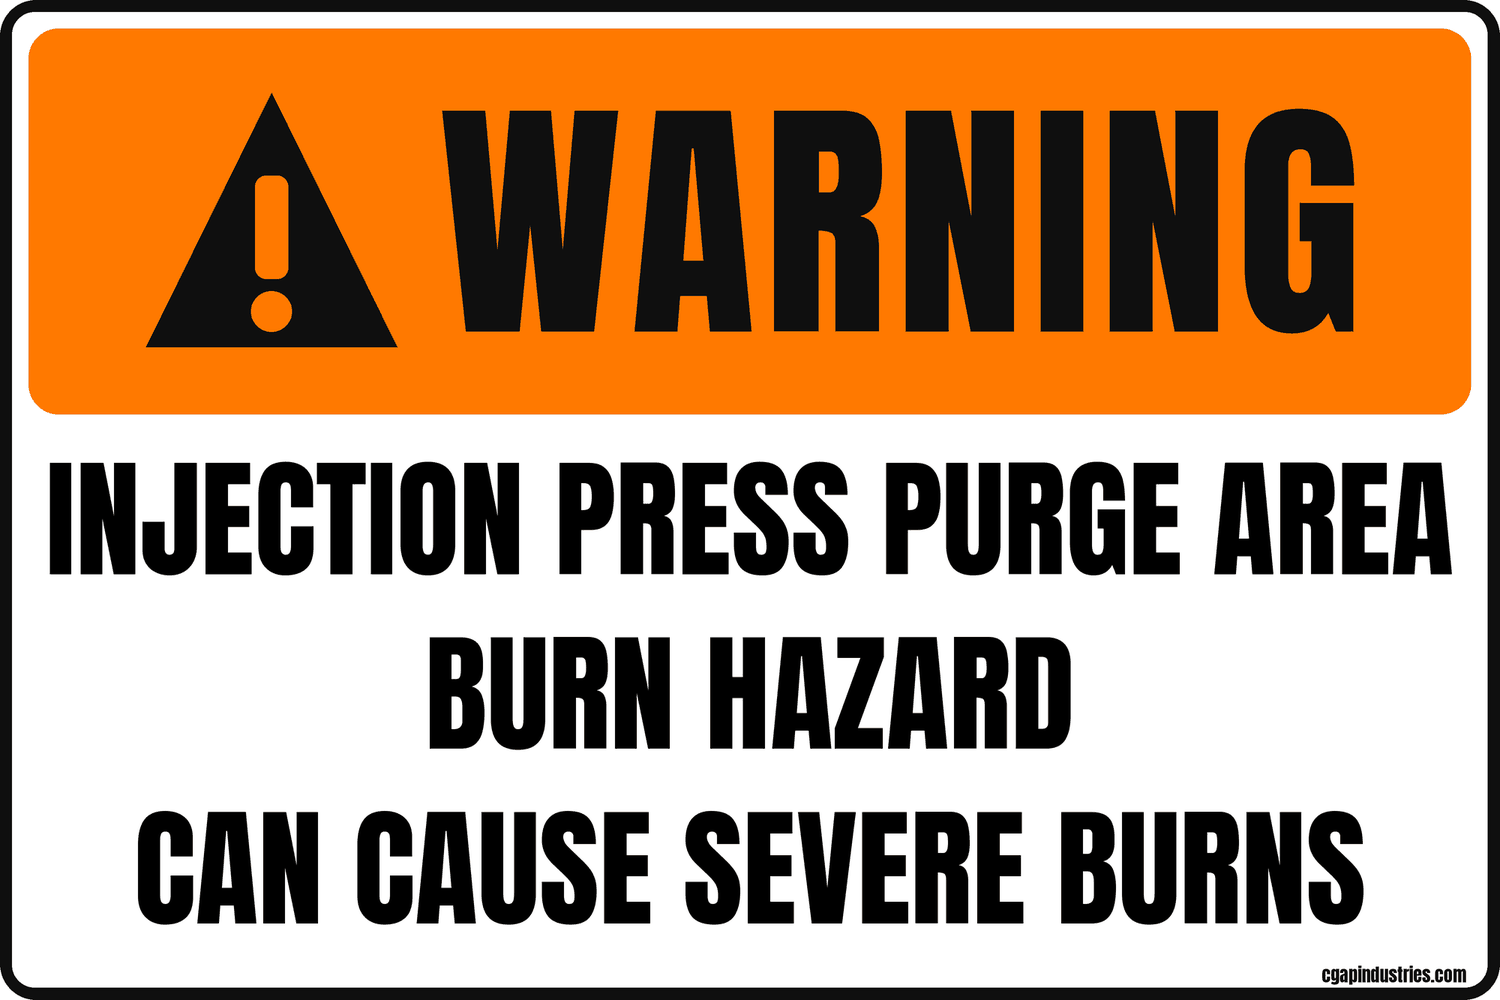 WARNING
INJECTION PRESS PURGE AREA
BURN HAZARD
CAN CAUSE SEVERE BURNS
cgapindustries.com